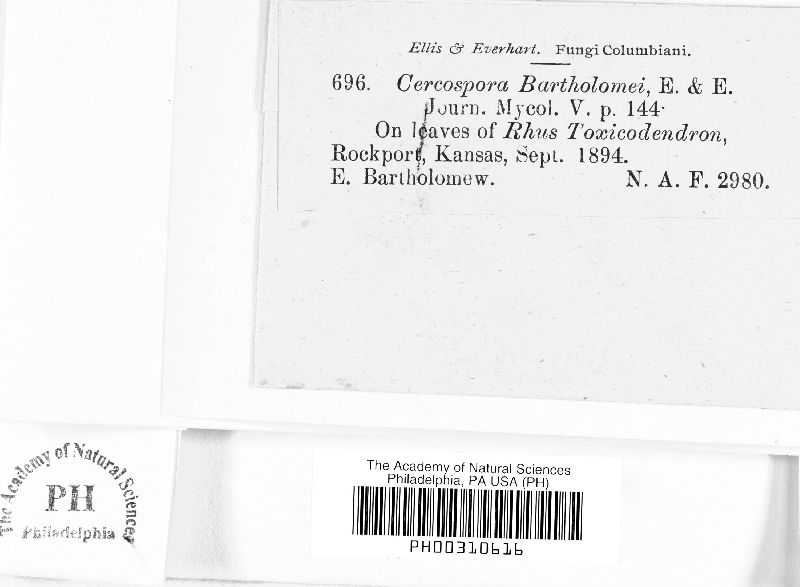 Ellis & Everhart. Fungi Columbiani.
696. Cercospora Bartholomei, E. & E.
Journ. Mycol. V. p. 144.
On leaves of Rhus Toxicodendron,
Rockport, Kansas, Sept. 1894.
E. Bartholomew. N. A. F. 2980.
The Academy of Natural Sciences
PH
Philadelphia
The Academy of Natural Sciences
Philadelphia, PA USA (PH)
PH00310616